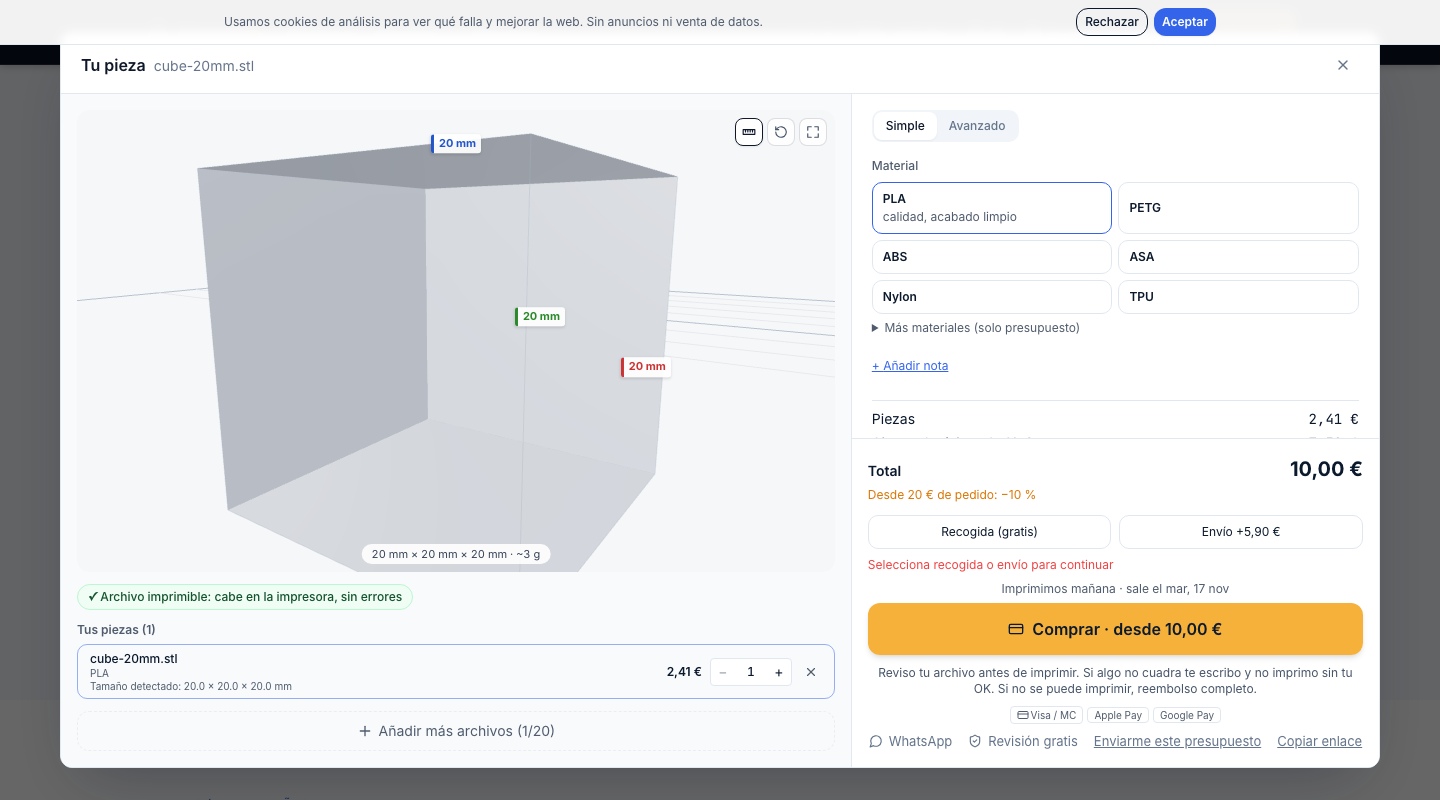 Usamos cookies de análisis para ver qué falla y mejorar la web. Sin anuncios ni venta de datos.
Rechazar
Aceptar
Tu pieza cube-20mm.stl
20 mm
20 mm
20 mm
20 mm × 20 mm × 20 mm · ~3 g
✓ Archivo imprimible: cabe en la impresora, sin errores
Tus piezas (1)
cube-20mm.stl
PLA
Tamaño detectado: 20.0 × 20.0 × 20.0 mm
2,41 €
− 1 +
+ Añadir más archivos (1/20)
Simple
Avanzado
Material
PLA
calidad, acabado limpio
PETG
ABS
ASA
Nylon
TPU
Más materiales (solo presupuesto)
+ Añadir nota
Piezas 2,41 €
Total 10,00 €
Desde 20 € de pedido: −10 %
Recogida (gratis)
Envío +5,90 €
Selecciona recogida o envío para continuar
Imprimimos mañana · sale el mar, 17 nov
Comprar · desde 10,00 €
Reviso tu archivo antes de imprimir. Si algo no cuadra te escribo y no imprimo sin tu
OK. Si no se puede imprimir, reembolso completo.
Visa / MC
Apple Pay
Google Pay
WhatsApp
Revisión gratis
Enviarme este presupuesto
Copiar enlace